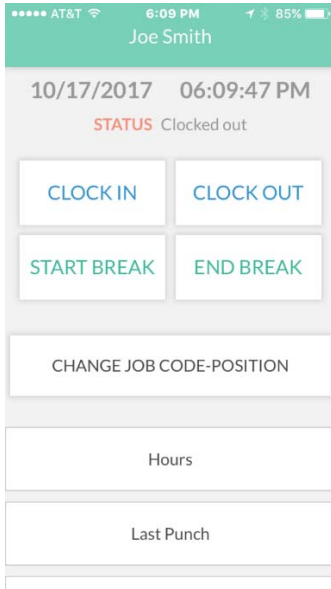 AT&T 6:09 PM 85%
Joe Smith
10/17/2017 06:09:47 PM
STATUS Clocked out
CLOCK IN CLOCK OUT
START BREAK END BREAK
CHANGE JOB CODE-POSITION
Hours
Last Punch